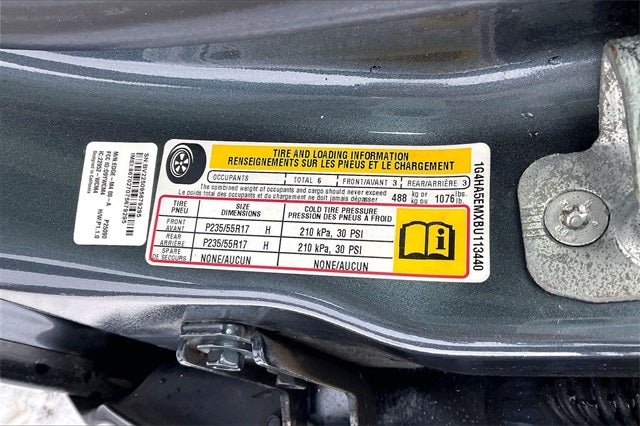 TIRE AND LOADING INFORMATION
RENSEIGNEMENTS SUR LES PNEUS ET LE CHARGEMENT
OCCUPANTS TOTAL 6 FRONT/AVANT 3 REAR/ARRIÈRE 3
The combined weight of occupants and cargo should never exceed
Le poids total des occupants et du chargement ne doit jamais dépasser
488 kg or kg ou 1076 lbs. lb.
TIRE PNEU SIZE DIMENSIONS COLD TIRE PRESSURE PRESSION DES PNEUS À FROID
FRONT AVANT P235/55R17 H 210 kPa, 30 PSI
REAR ARRIÈRE P235/55R17 H 210 kPa, 30 PSI
SPARE DE SECOURS NONE/AUCUN NONE/AUCUN
1G4HA5EMXBU113440
Designed in California